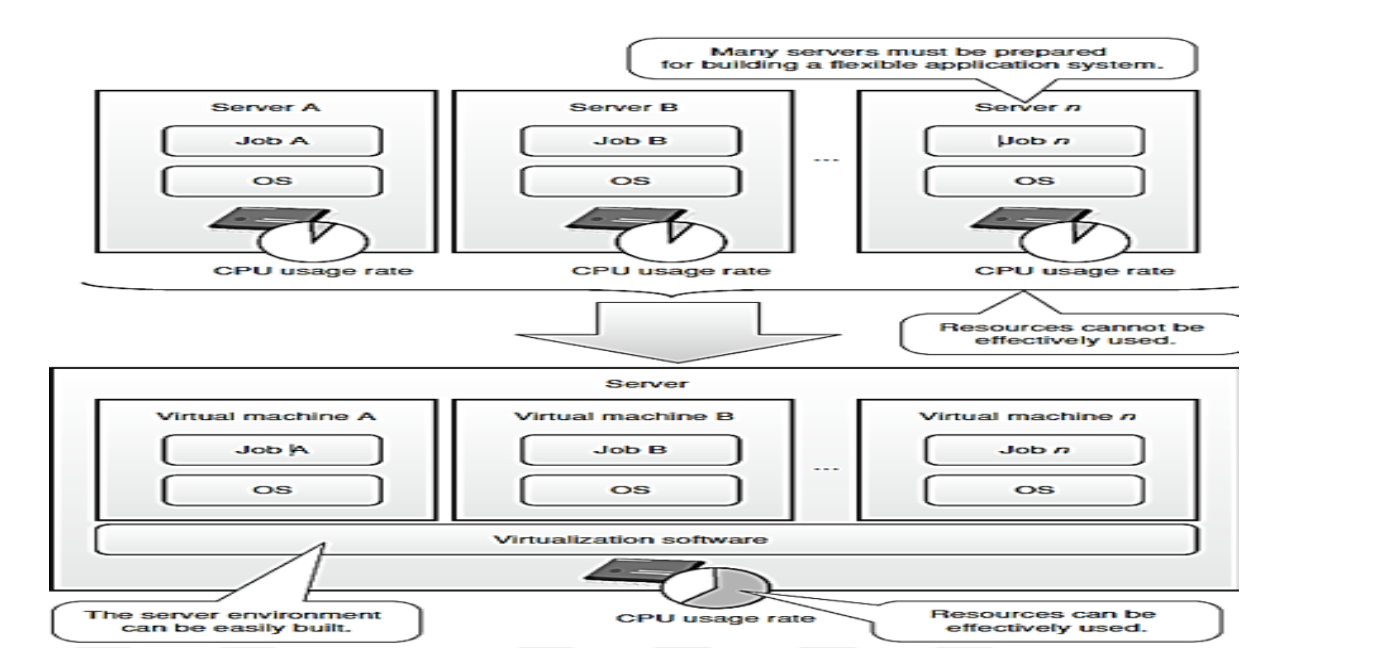 Many servers must be prepared
for building a flexible application system.
Server A
Server B
Server n
Job A
Job B
...
Job n
OS
OS
OS
CPU usage rate
CPU usage rate
CPU usage rate
Resources cannot be
effectively used.
Server
Virtual machine A
Virtual machine B
Virtual machine n
Job A
Job B
...
Job n
OS
OS
OS
Virtualization software
The server environment
can be easily built.
CPU usage rate
Resources can be
effectively used.